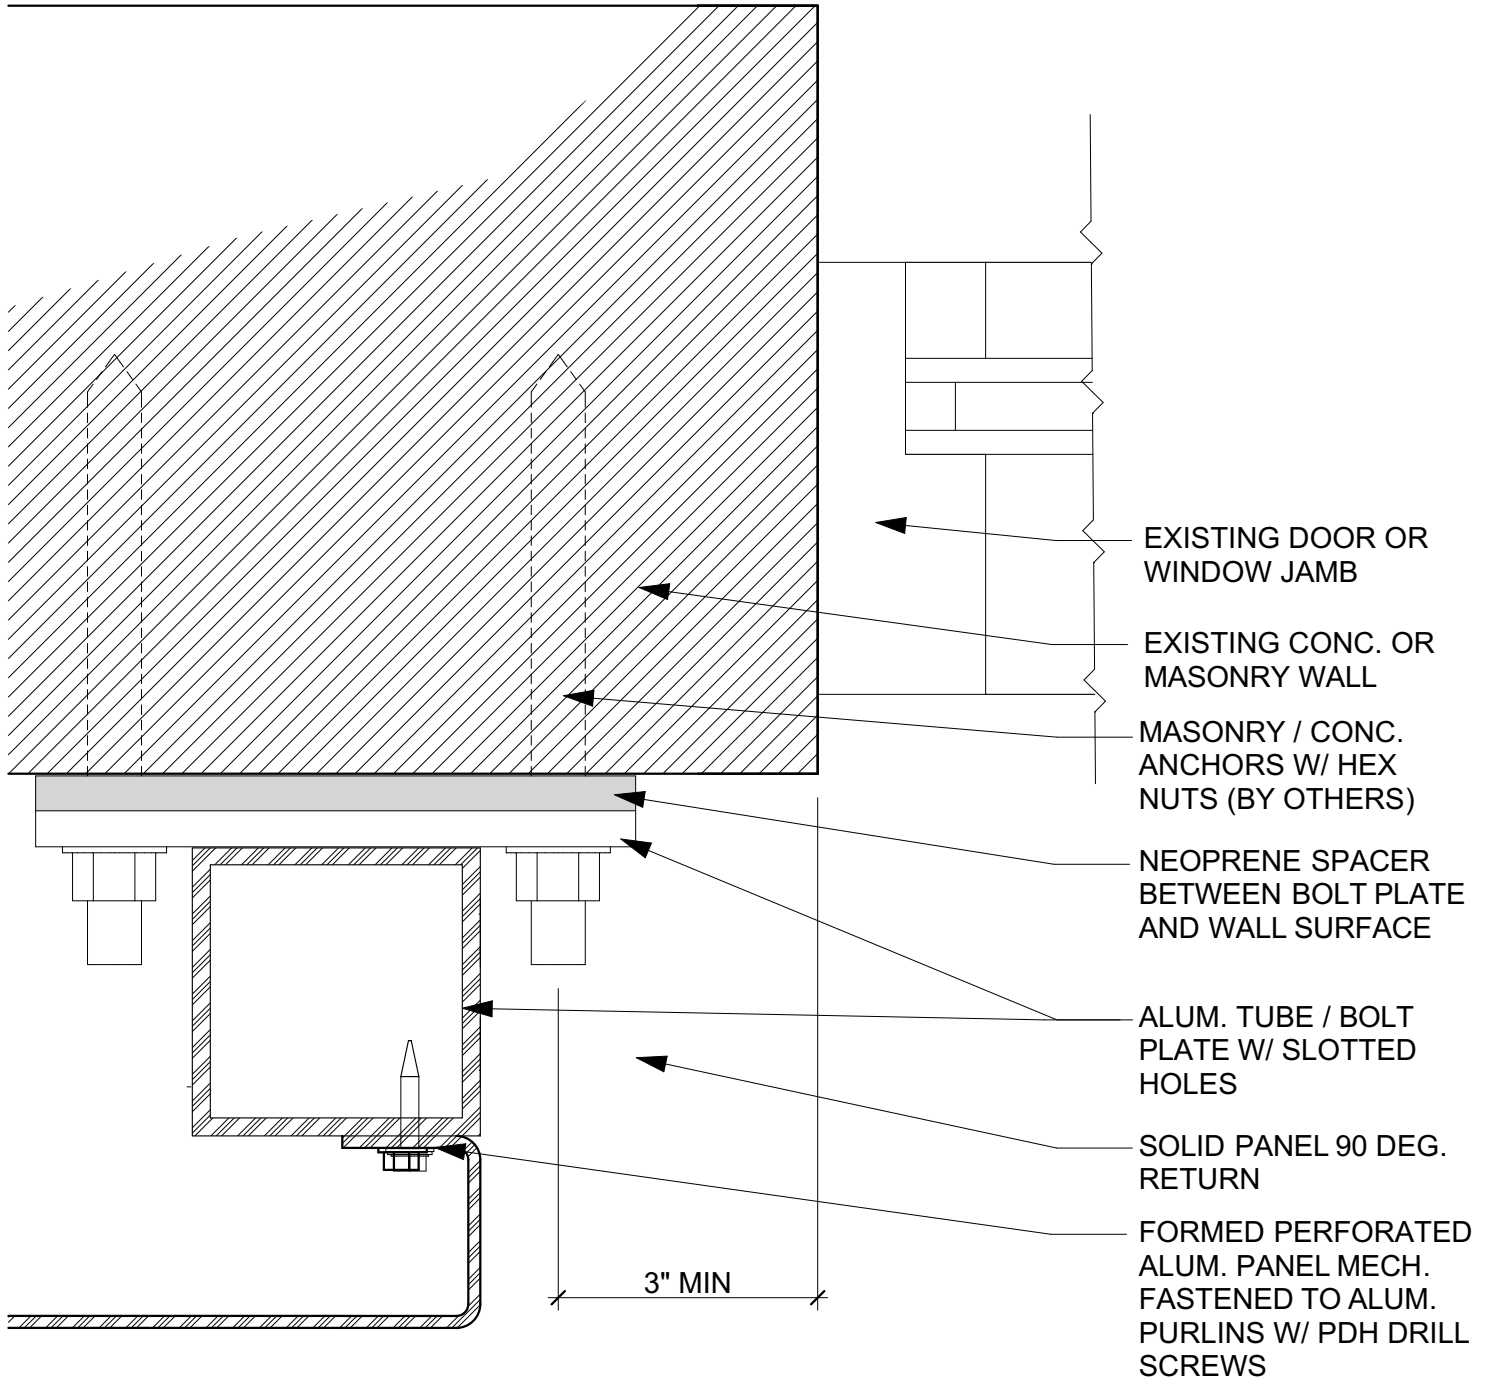 EXISTING DOOR OR
WINDOW JAMB
EXISTING CONC. OR
MASONRY WALL
MASONRY / CONC.
ANCHORS W/ HEX
NUTS (BY OTHERS)
NEOPRENE SPACER
BETWEEN BOLT PLATE
AND WALL SURFACE
ALUM. TUBE / BOLT
PLATE W/ SLOTTED
HOLES
SOLID PANEL 90 DEG.
RETURN
FORMED PERFORATED
ALUM. PANEL MECH.
FASTENED TO ALUM.
PURLINS W/ PDH DRILL
SCREWS
3" MIN